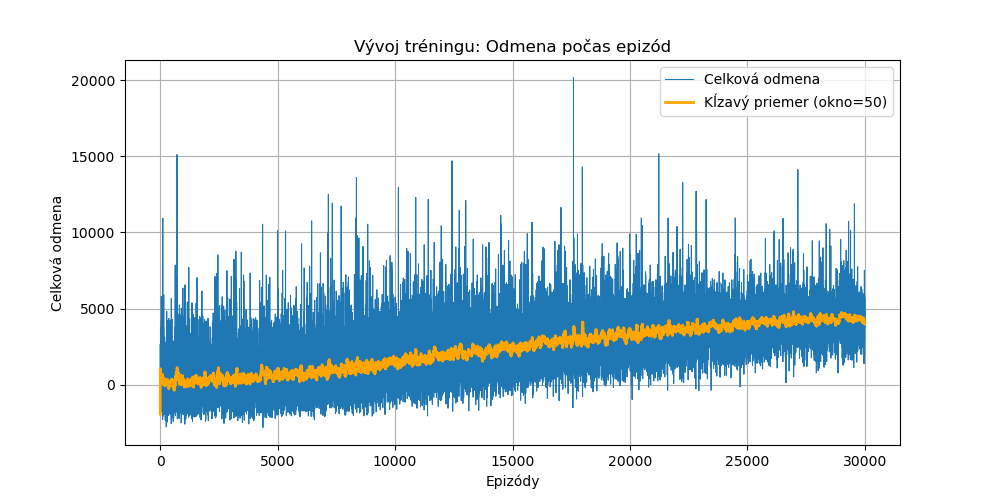 Vývoj tréningu: Odmena počas epizód
Celková odmena
Kĺzavý priemer (okno=50)
20000
15000
10000
5000
0
Celková odmena
0 5000 10000 15000 20000 25000 30000
Epizódy